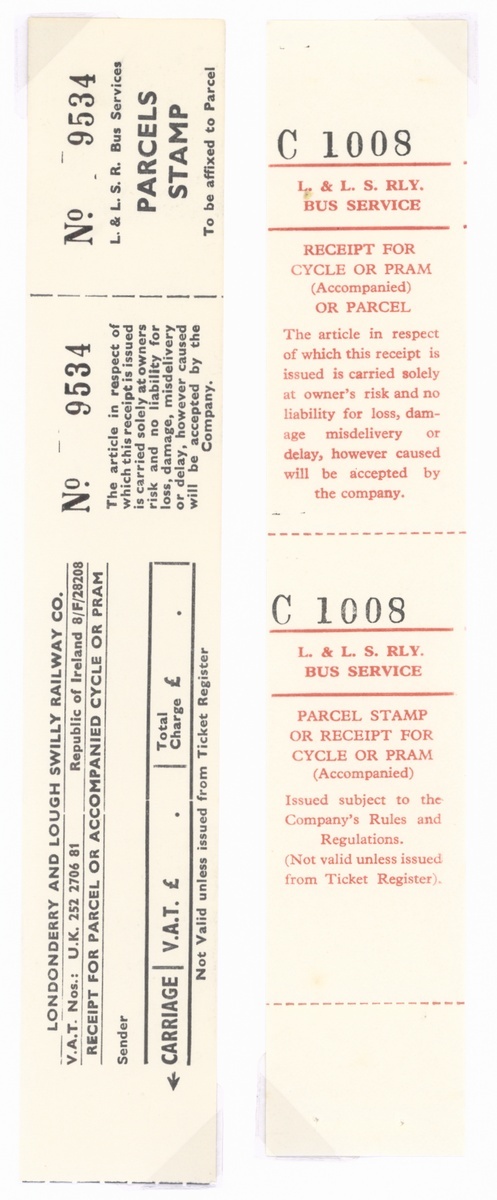 LONDONDERRY AND LOUGH SWILLY RAILWAY CO.
V.A.T. Nos.: U.K. 252 2706 81 Republic of Ireland 8/F/28208
RECEIPT FOR PARCEL OR ACCOMPANIED CYCLE OR PRAM
Sender
CARRIAGE V.A.T. £ . Total Charge £ .
Not Valid unless issued from Ticket Register
Nº 9534
The article in respect of
which this receipt is issued
is carried solely at owners
risk and no liability for
loss, damage, misdelivery
or delay, however caused
will be accepted by the
Company.
Nº 9534
L. & L. S. R. Bus Services
PARCELS
STAMP
To be affixed to Parcel
C 1008
L. & L. S. RLY.
BUS SERVICE
RECEIPT FOR
CYCLE OR PRAM
(Accompanied)
OR PARCEL
The article in respect
of which this receipt is
issued is carried solely
at owner's risk and no
liability for loss, dam-
age misdelivery or
delay, however caused
will be accepted by
the company.
C 1008
L. & L. S. RLY.
BUS SERVICE
PARCEL STAMP
OR RECEIPT FOR
CYCLE OR PRAM
(Accompanied)
Issued subject to the
Company's Rules and
Regulations.
(Not valid unless issued
from Ticket Register).